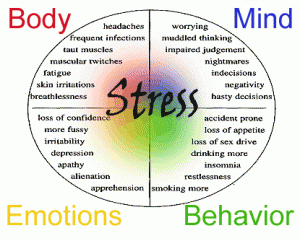 Body
Mind
headaches
frequent infections
taut muscles
muscular twitches
fatigue
skin irritations
breathlessness
worrying
muddled thinking
impaired judgement
nightmares
indecisions
negativity
hasty decisions
Stress
loss of confidence
more fussy
irritability
depression
apathy
alienation
apprehension
accident prone
loss of appetite
loss of sex drive
drinking more
insomnia
restlessness
smoking more
Emotions
Behavior